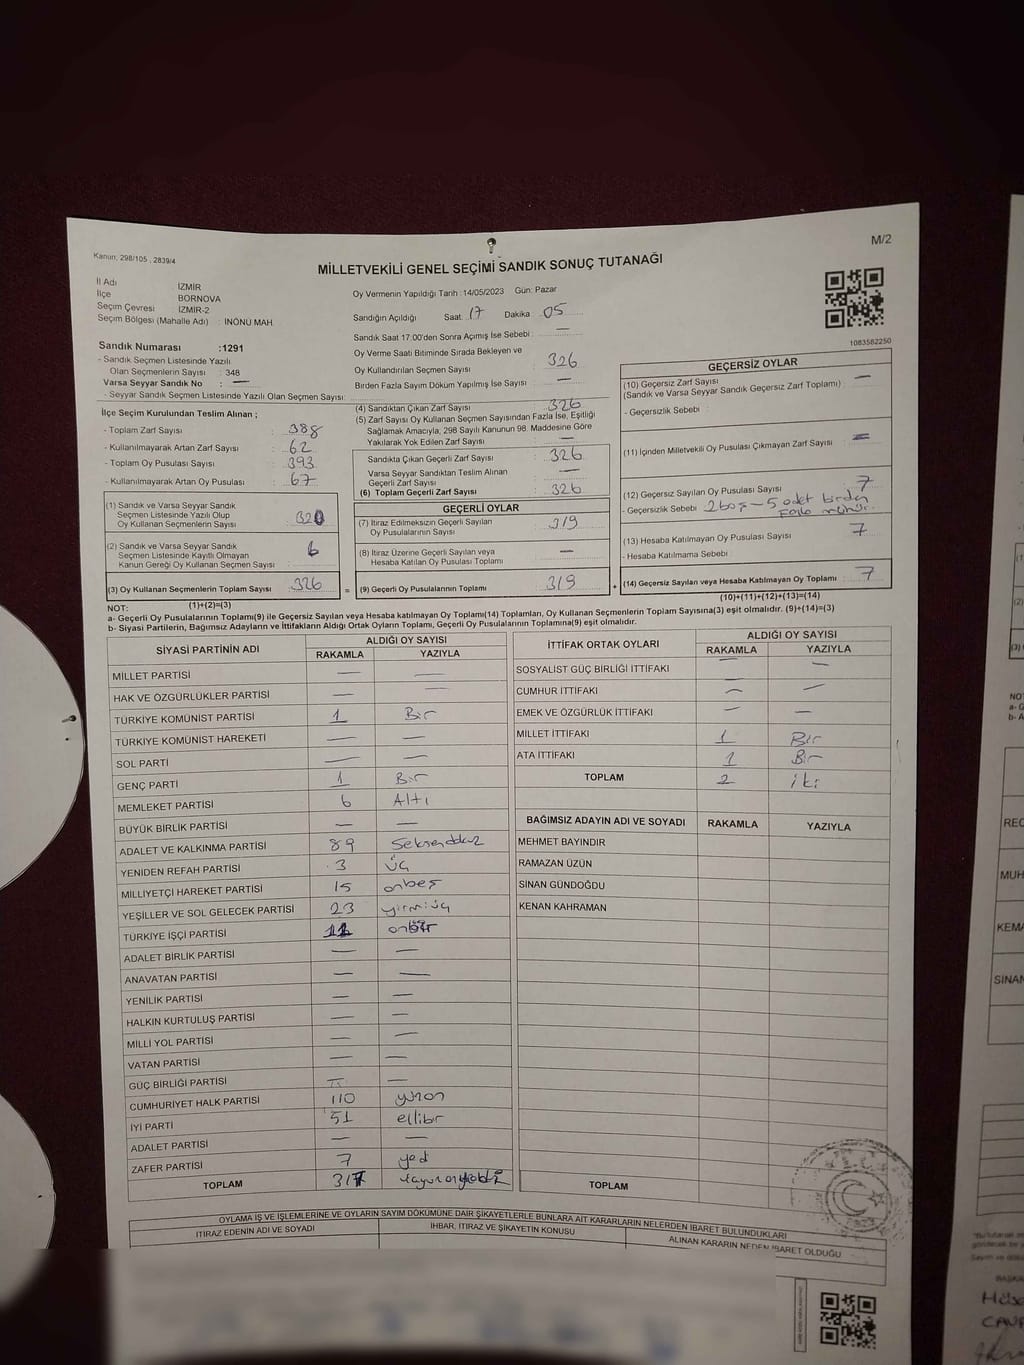 M/2
Kanun; 298/105 , 2839/4
MİLLETVEKİLİ GENEL SEÇİMİ SANDIK SONUÇ TUTANAĞI
İl Adı İZMİR
İlçe BORNOVA
Seçim Çevresi İZMİR-2
Seçim Bölgesi (Mahalle Adı) : İNÖNÜ MAH.
Oy Vermenin Yapıldığı Tarih :14/05/2023 Gün: Pazar
Sandığın Açıldığı Saat 17 Dakika 05
Sandık Saat 17:00'den Sonra Açımış İse Sebebi : —
1083582250
Sandık Numarası :1291
- Sandık Seçmen Listesinde Yazılı
Olan Seçmenlerin Sayısı : 348
Varsa Seyyar Sandık No : —
- Seyyar Sandık Seçmen Listesinde Yazılı Olan Seçmen Sayısı:
Oy Verme Saati Bitiminde Sırada Bekleyen ve
Oy Kullandırılan Seçmen Sayısı : 326
Birden Fazla Sayım Döküm Yapılmış İse Sayısı : —
İlçe Seçim Kurulundan Teslim Alınan ;
- Toplam Zarf Sayısı : 388
- Kullanılmayarak Artan Zarf Sayısı : 62
- Toplam Oy Pusulası Sayısı : 393
- Kullanılmayarak Artan Oy Pusulası : 67
(4) Sandıktan Çıkan Zarf Sayısı : 326
(5) Zarf Sayısı Oy Kullanan Seçmen Sayısından Fazla İse, Eşitliği
Sağlamak Amacıyla, 298 Sayılı Kanunun 98. Maddesine Göre
Yakılarak Yok Edilen Zarf Sayısı : —
Sandıkta Çıkan Geçerli Zarf Sayısı : 326
Varsa Seyyar Sandıktan Teslim Alınan
Geçerli Zarf Sayısı : —
(6) Toplam Geçerli Zarf Sayısı : 326
GEÇERSİZ OYLAR
(10) Geçersiz Zarf Sayısı : —
(Sandık ve Varsa Seyyar Sandık Geçersiz Zarf Toplamı)
- Geçersizlik Sebebi :
(11) İçinden Milletvekili Oy Pusulası Çıkmayan Zarf Sayısı : —
(12) Geçersiz Sayılan Oy Pusulası Sayısı : 7
- Geçersizlik Sebebi 2 boş - 5 adet birden
fazla mühür.
(13) Hesaba Katılmayan Oy Pusulası Sayısı : 7
- Hesaba Katılmama Sebebi :
(14) Geçersiz Sayılan veya Hesaba Katılmayan Oy Toplamı : 7
(10)+(11)+(12)+(13)=(14)
(1) Sandık ve Varsa Seyyar Sandık
Seçmen Listesinde Yazılı Olup
Oy Kullanan Seçmenlerin Sayısı : 320
(2) Sandık ve Varsa Seyyar Sandık
Seçmen Listesinde Kayıtlı Olmayan
Kanun Gereği Oy Kullanan Seçmen Sayısı : 6
(3) Oy Kullanan Seçmenlerin Toplam Sayısı : 326
(1)+(2)=(3)
GEÇERLİ OYLAR
(7) İtiraz Edilmeksizin Geçerli Sayılan
Oy Pusulalarının Sayısı : 319
(8) İtiraz Üzerine Geçerli Sayılan veya
Hesaba Katılan Oy Pusulası Toplamı : —
(9) Geçerli Oy Pusulalarının Toplamı : 319
NOT:
a- Geçerli Oy Pusulalarının Toplamı(9) ile Geçersiz Sayılan veya Hesaba katılmayan Oy Toplamı(14) Toplamları, Oy Kullanan Seçmenlerin Toplam Sayısına(3) eşit olmalıdır. (9)+(14)=(3)
b- Siyasi Partilerin, Bağımsız Adayların ve İttifakların Aldığı Oyların Toplamı, Geçerli Oy Pusulalarının Toplamına(9) eşit olmalıdır.
SİYASİ PARTİNİN ADI ALDIĞI OY SAYISI
RAKAMLA YAZIYLA
MİLLET PARTİSİ — —
HAK VE ÖZGÜRLÜKLER PARTİSİ — —
TÜRKİYE KOMÜNİST PARTİSİ 1 Bir
TÜRKİYE KOMÜNİST HAREKETİ — —
SOL PARTİ — —
GENÇ PARTİ 1 Bir
MEMLEKET PARTİSİ 6 Altı
BÜYÜK BİRLİK PARTİSİ — —
ADALET VE KALKINMA PARTİSİ 89 Seksendokuz
YENİDEN REFAH PARTİSİ 3 üç
MİLLİYETÇİ HAREKET PARTİSİ 15 onbeş
YEŞİLLER VE SOL GELECEK PARTİSİ 23 yirmiüç
TÜRKİYE İŞÇİ PARTİSİ 11 onbir
ADALET BİRLİK PARTİSİ — —
ANAVATAN PARTİSİ — —
YENİLİK PARTİSİ — —
HALKIN KURTULUŞ PARTİSİ — —
MİLLİ YOL PARTİSİ — —
VATAN PARTİSİ — —
GÜÇ BİRLİĞİ PARTİSİ — —
CUMHURİYET HALK PARTİSİ 110 yüzon
İYİ PARTİ 51 ellibir
ADALET PARTİSİ — —
ZAFER PARTİSİ 7 yedi
TOPLAM 317 üçyüzonyedi
İTTİFAK ORTAK OYLARI ALDIĞI OY SAYISI
RAKAMLA YAZIYLA
SOSYALİST GÜÇ BİRLİĞİ İTTİFAKI — —
CUMHUR İTTİFAKI — —
EMEK VE ÖZGÜRLÜK İTTİFAKI — —
MİLLET İTTİFAKI 1 Bir
ATA İTTİFAKI 1 Bir
TOPLAM 2 iki
BAĞIMSIZ ADAYIN ADI VE SOYADI RAKAMLA YAZIYLA
MEHMET BAYINDIR
RAMAZAN ÜZÜN
SİNAN GÜNDOĞDU
KENAN KAHRAMAN
TOPLAM
OYLAMA İŞ VE İŞLEMLERİNE VE OYLARIN SAYIM DÖKÜMÜNE DAİR ŞİKAYETLERLE BUNLARA AİT KARARLARIN NELERDEN İBARET BULUNDUKLARI
İTİRAZ EDENİN ADI VE SOYADI İHBAR, İTİRAZ VE ŞİKAYETİN KONUSU ALINAN KARARIN NEDEN İBARET OLDUĞU
NOT
REC
MUH
KEMA
SİNAN